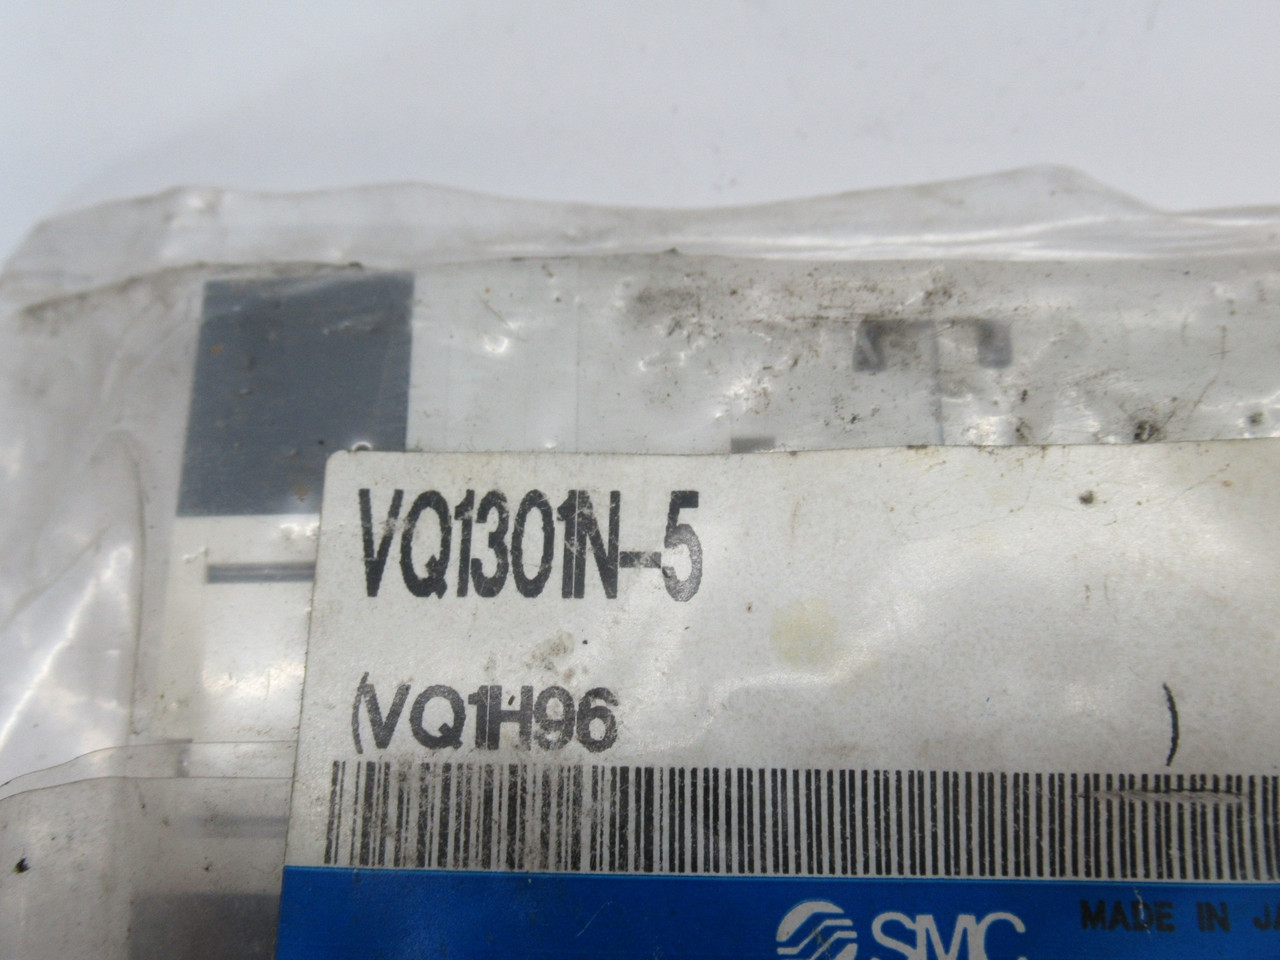 VQ1301N-5
(VQ1H96 )
SMC MADE IN JA